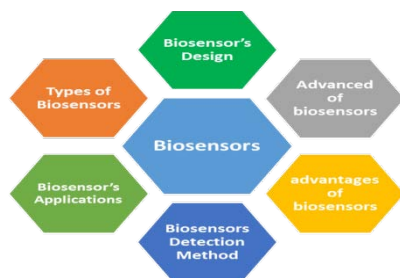 Biosensor's
Design
Types of
Biosensors
Advanced
of
biosensors
Biosensors
Biosensor's
Applications
advantages
of
biosensors
Biosensors
Detection
Method